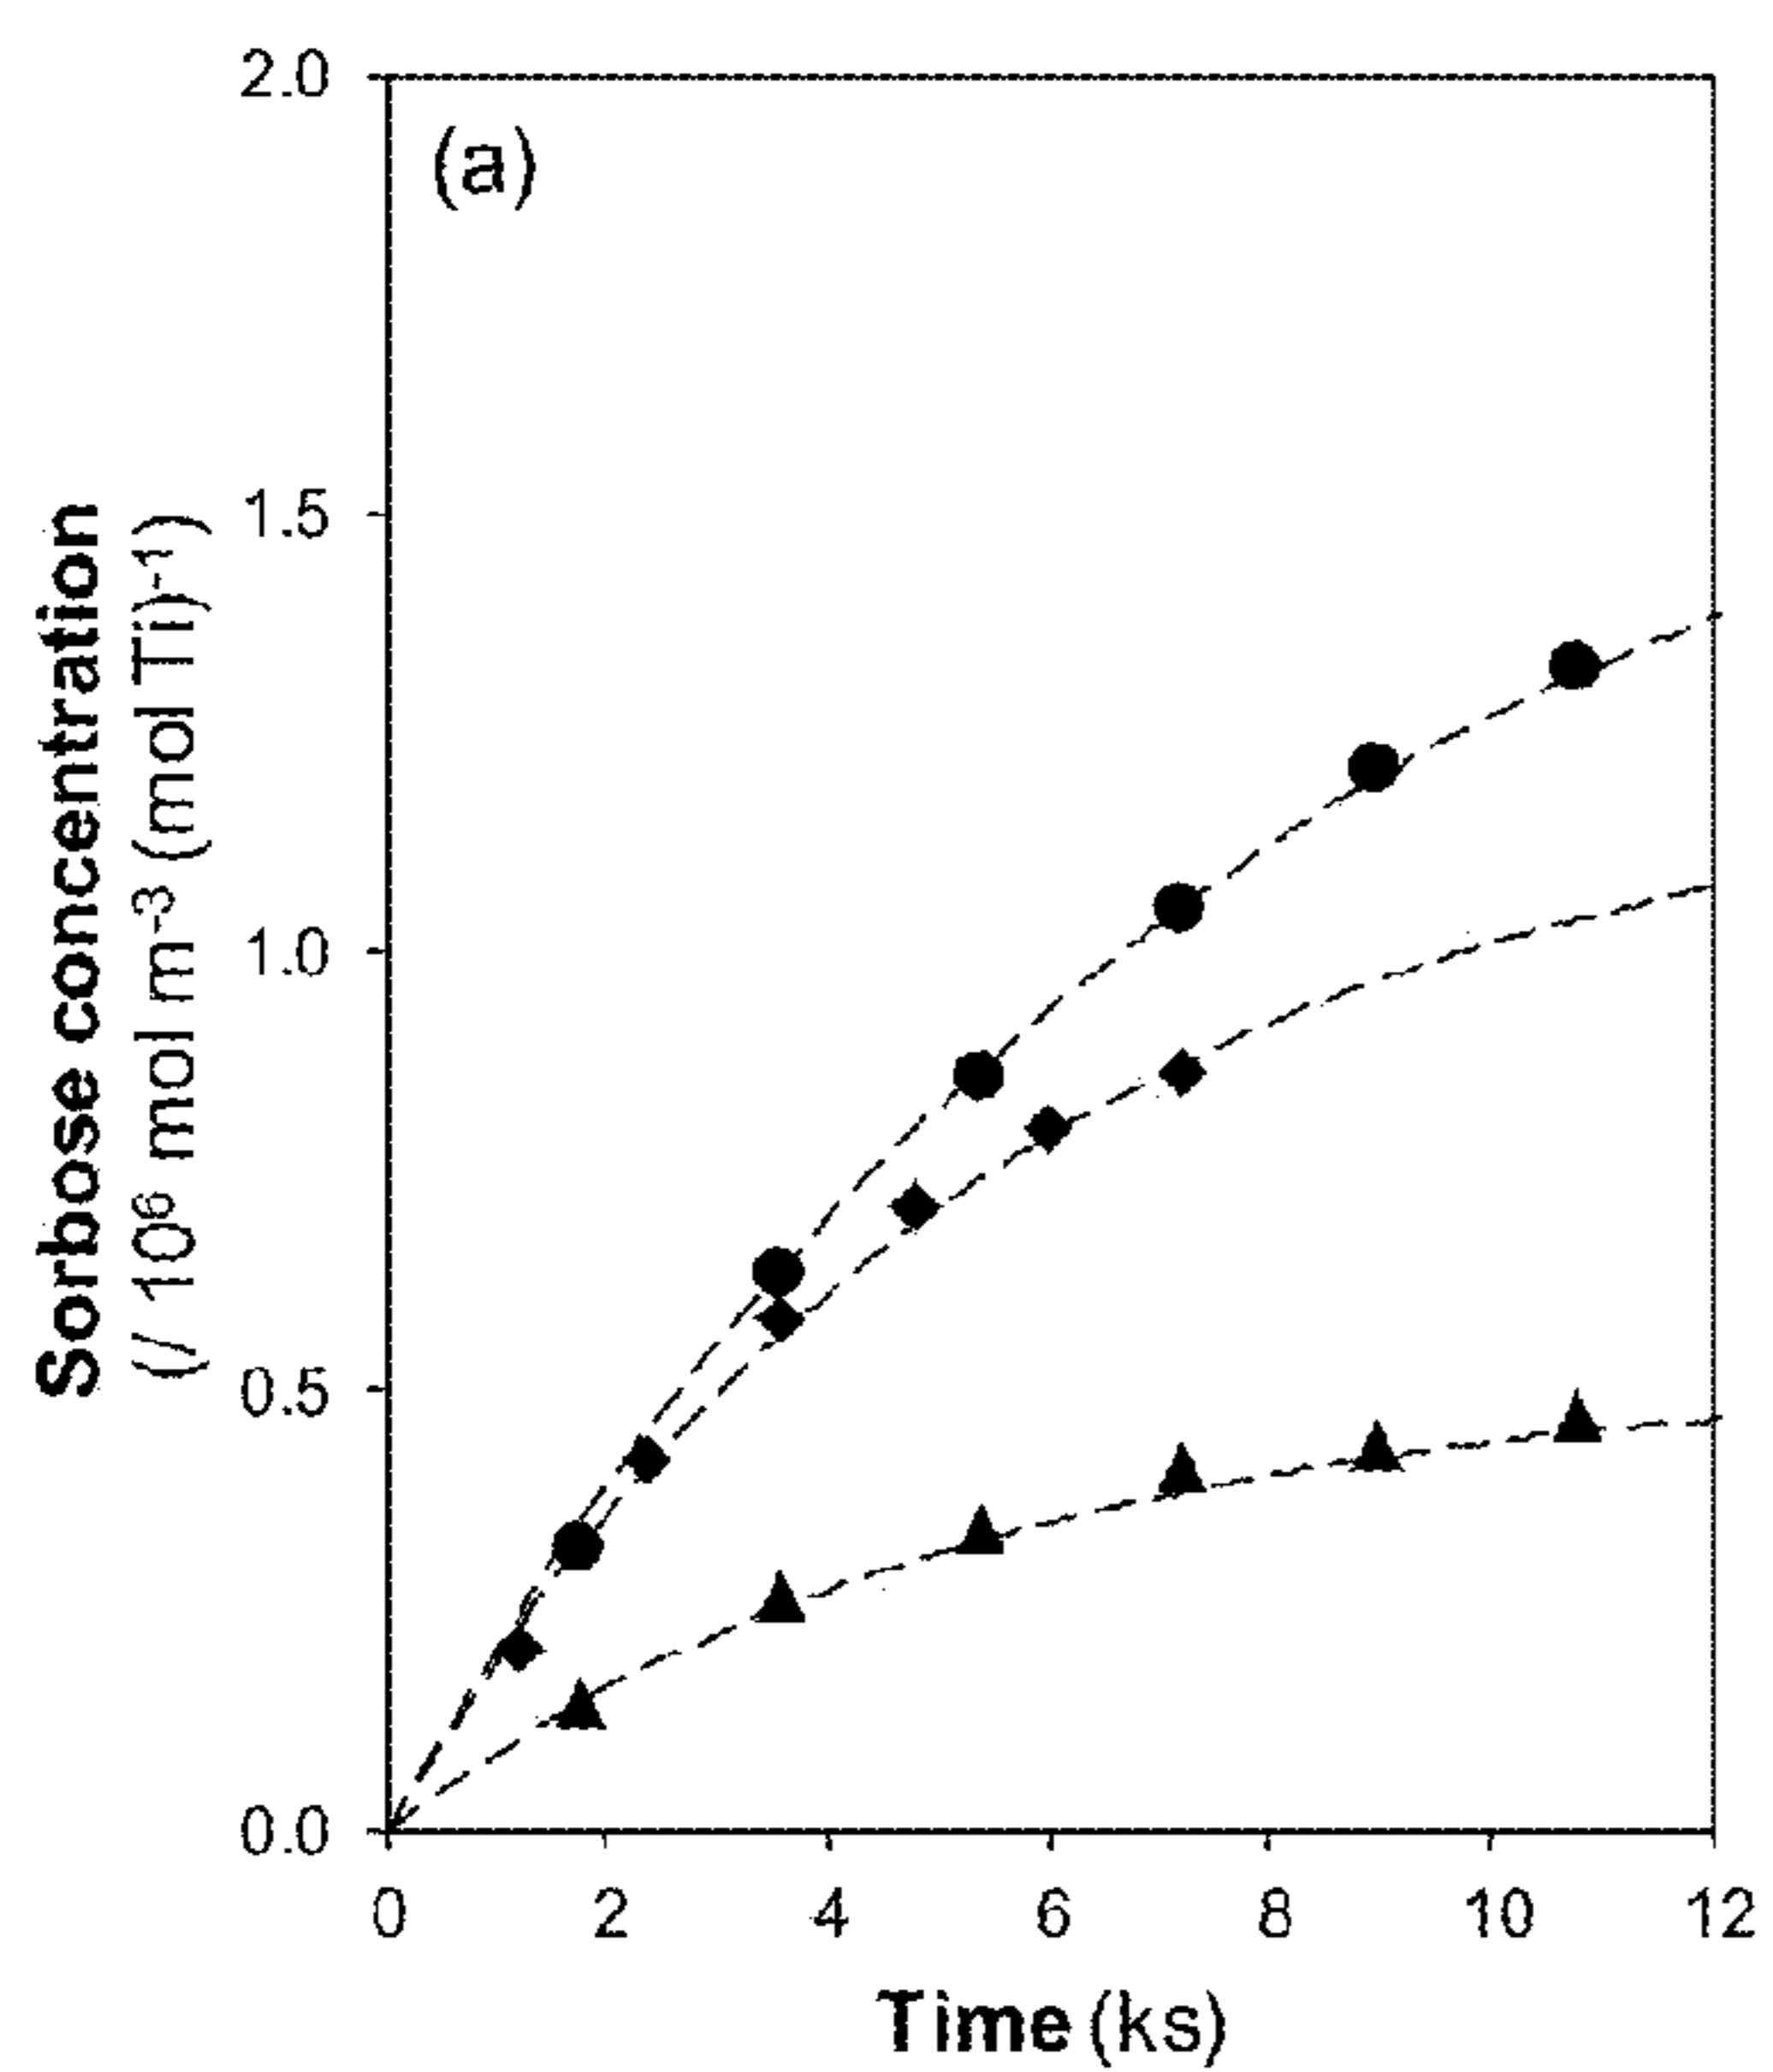 (a)
Sorbose concentration
(/ 10⁶ mol m⁻³ (mol Ti)⁻¹)
2.0
1.5
1.0
0.5
0.0
0 2 4 6 8 10 12
Time (ks)